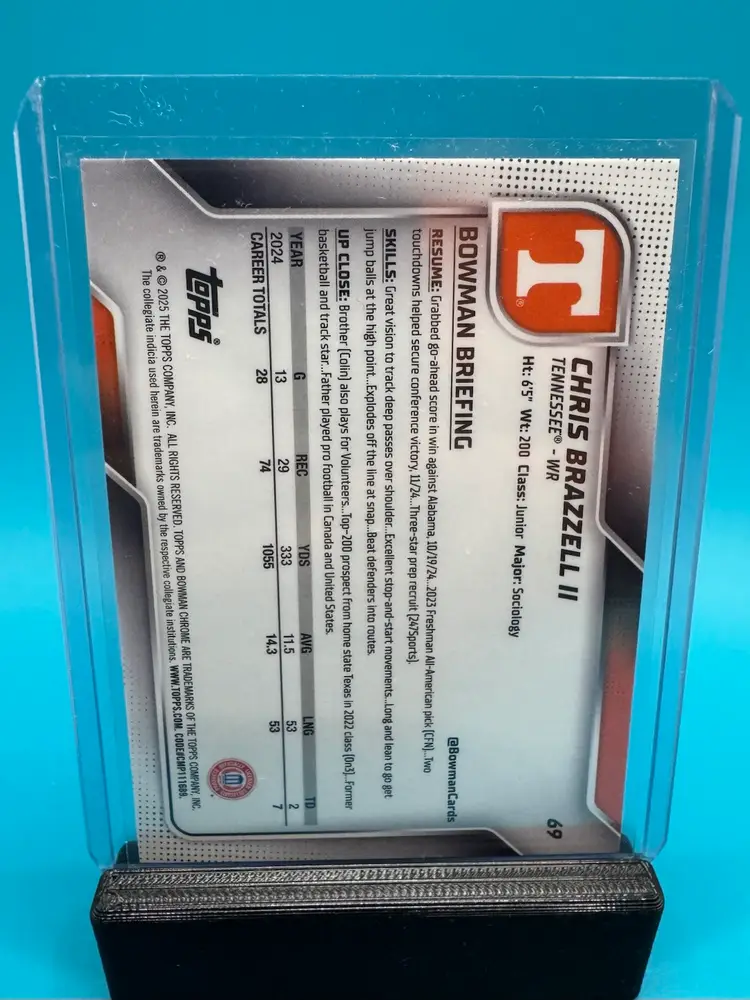 T
®
CHRIS BRAZZELL II
TENNESSEE® - WR
Ht: 6'5" Wt: 200 Class: Junior Major: Sociology
69
@BowmanCards
BOWMAN BRIEFING
RESUME: Grabbed go-ahead score in win against Alabama, 10/19/24...2023 Freshman All-American pick (CFN)...Two
touchdowns helped secure conference victory, 11/24...Three-star prep recruit (247Sports).
SKILLS: Great vision to track deep passes over shoulder...Excellent stop-and-start movements...Long and lean to go get
jump balls at the high point...Explodes off the line at snap...Beat defenders into routes.
UP CLOSE: Brother (Colin) also plays for Volunteers...Top-200 prospect from home state Texas in 2022 class (On3)...Former
basketball and track star...Father played pro football in Canada and United States.
YEAR G REC YDS AVG LNG TD
2024 13 29 333 11.5 53 2
CAREER TOTALS 28 74 1055 14.3 53 7
topps®
® & © 2025 THE TOPPS COMPANY, INC. ALL RIGHTS RESERVED. TOPPS AND BOWMAN CHROME ARE TRADEMARKS OF THE TOPPS COMPANY, INC.
The collegiate indicia used herein are trademarks owned by the respective collegiate institutions. WWW.TOPPS.COM. CODE#CMP111609.